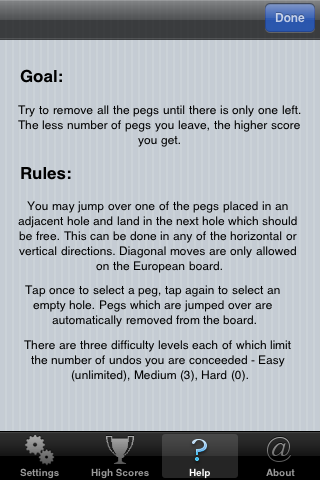 Done
Goal:
Try to remove all the pegs until there is only one left.
The less number of pegs you leave, the higher score
you get.
Rules:
You may jump over one of the pegs placed in an
adjacent hole and land in the next hole which should
be free. This can be done in any of the horizontal or
vertical directions. Diagonal moves are only allowed
on the European board.
Tap once to select a peg, tap again to select an
empty hole. Pegs which are jumped over are
automatically removed from the board.
There are three difficulty levels each of which limit
the number of undos you are conceeded - Easy
(unlimited), Medium (3), Hard (0).
? @
Settings High Scores Help About